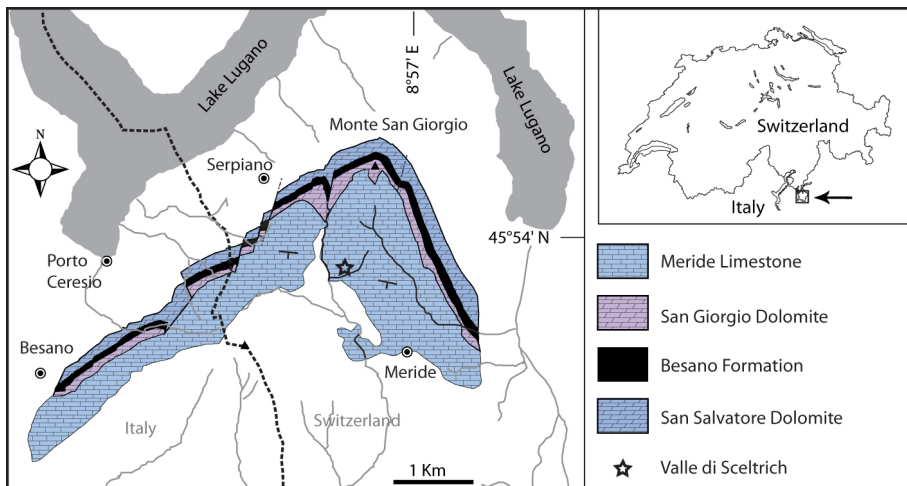 Lake Lugano
8°57' E
Lake Lugano
Monte San Giorgio
N
Serpiano
Switzerland
Italy
45°54' N
Porto
Ceresio
Meride Limestone
San Giorgio Dolomite
Besano
Besano Formation
Meride
Italy
Switzerland
San Salvatore Dolomite
1 Km
Valle di Sceltrich